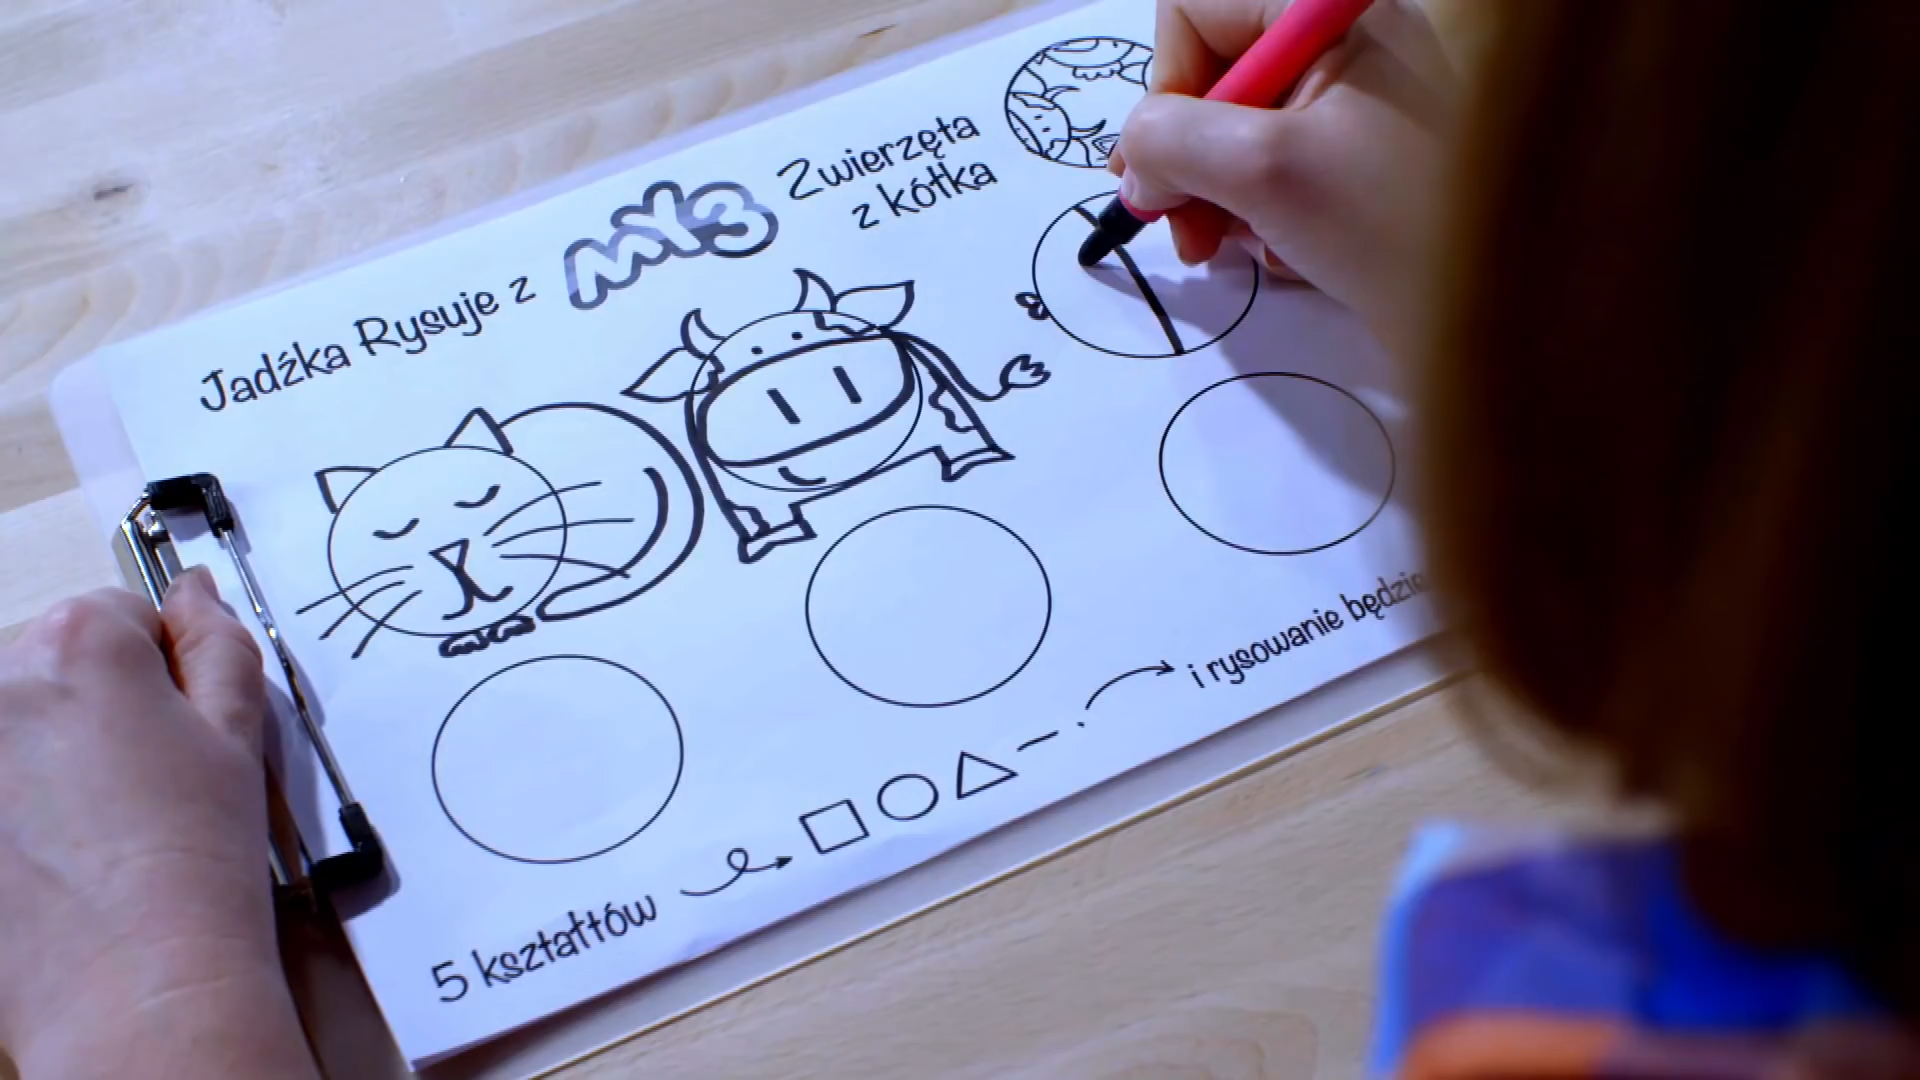 Jadźka Rysuje z MY3
Zwierzęta
z kółka
5 kształtów
i rysowanie będzie